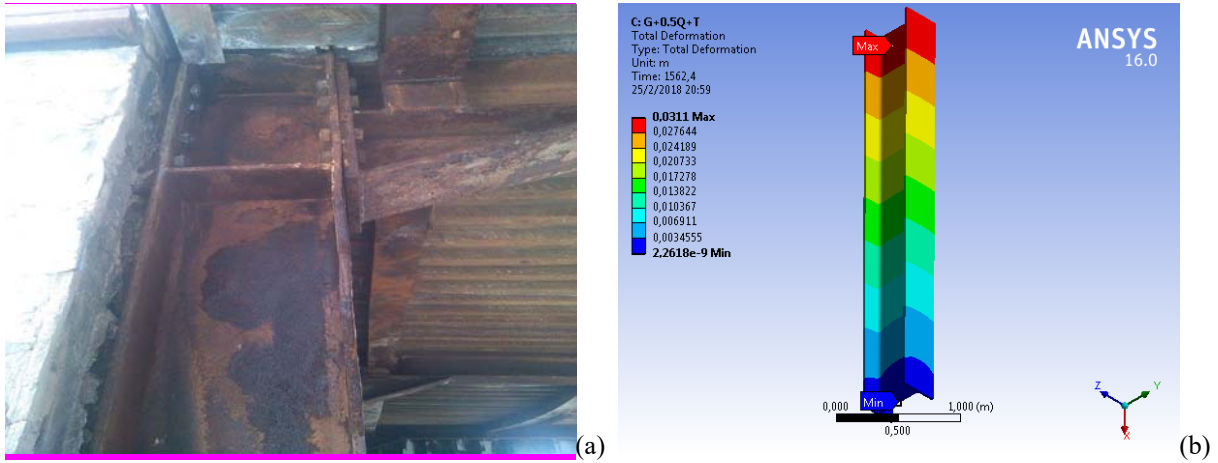 C: G+0.5Q+T
Total Deformation
Type: Total Deformation
Unit: m
Time: 1562,4
25/2/2018 20:59
0,0311 Max
0,027644
0,024189
0,020733
0,017278
0,013822
0,010367
0,006911
0,0034555
2,2618e-9 Min
Max
ANSYS
16.0
Min
0,000
0,500
1,000 (m)
Z
Y
X
(a)
(b)